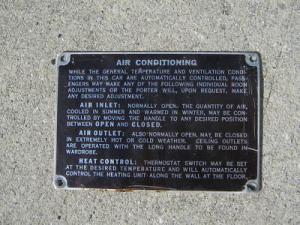 AIR CONDITIONING
WHILE THE GENERAL TEMPERATURE AND VENTILATION CONDI-
TIONS IN THIS CAR ARE AUTOMATICALLY CONTROLLED, PASS-
ENGERS MAY MAKE ANY OF THE FOLLOWING INDIVIDUAL ROOM
ADJUSTMENTS OR THE PORTER WILL, UPON REQUEST, MAKE
ANY DESIRED ADJUSTMENT.
AIR INLET: NORMALLY OPEN. THE QUANTITY OF AIR,
COOLED IN SUMMER AND WARMED IN WINTER, MAY BE CON-
TROLLED BY MOVING THE HANDLE TO ANY DESIRED POSITION
BETWEEN OPEN AND CLOSED.
AIR OUTLET: ALSO NORMALLY OPEN, MAY BE CLOSED
IN EXTREMELY HOT OR COLD WEATHER. CEILING OUTLETS
ARE OPERATED WITH THE LONG HANDLE TO BE FOUND IN
WARDROBE.
HEAT CONTROL: THERMOSTAT SWITCH MAY BE SET
AT THE DESIRED TEMPERATURE AND WILL AUTOMATICALLY
CONTROL THE HEATING UNIT ALONG THE WALL AT THE FLOOR.